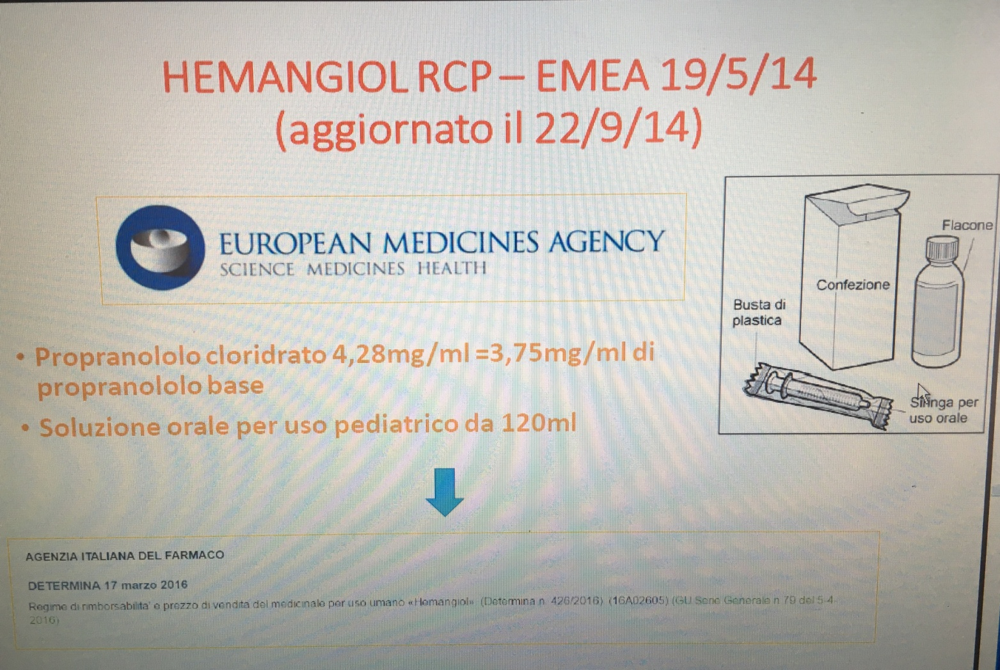 HEMANGIOL RCP – EMEA 19/5/14
(aggiornato il 22/9/14)
EUROPEAN MEDICINES AGENCY
SCIENCE MEDICINES HEALTH
Flacone
Confezione
Busta di
plastica
Siringa per
uso orale
• Propranololo cloridrato 4,28mg/ml =3,75mg/ml di
propranololo base
• Soluzione orale per uso pediatrico da 120ml
AGENZIA ITALIANA DEL FARMACO
DETERMINA 17 marzo 2016
Regime di rimborsabilita' e prezzo di vendita del medicinale per uso umano «Hemangiol». (Determina n. 426/2016). (16A02605) (GU Serie Generale n.79 del 5-4-
2016)